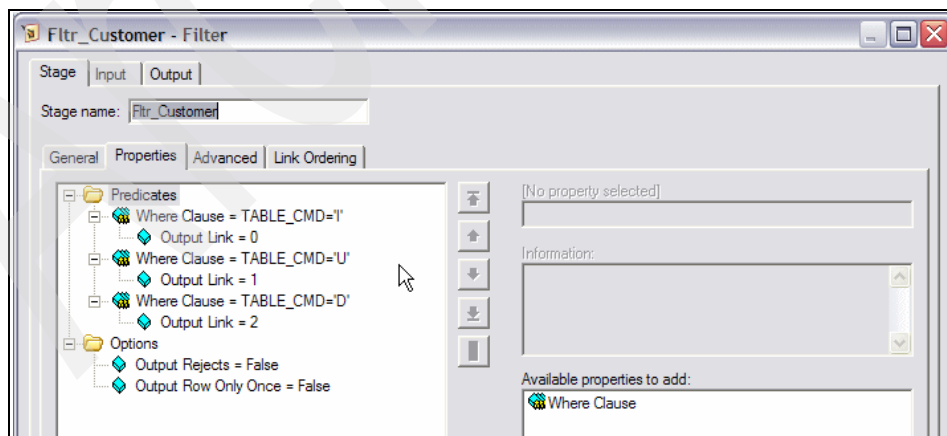 Fltr_Customer - Filter
Stage Input Output
Stage name: Fltr_Customer
General Properties Advanced Link Ordering
Predicates
Where Clause = TABLE_CMD='I'
Output Link = 0
Where Clause = TABLE_CMD='U'
Output Link = 1
Where Clause = TABLE_CMD='D'
Output Link = 2
Options
Output Rejects = False
Output Row Only Once = False
[No property selected]
Information:
Available properties to add:
Where Clause